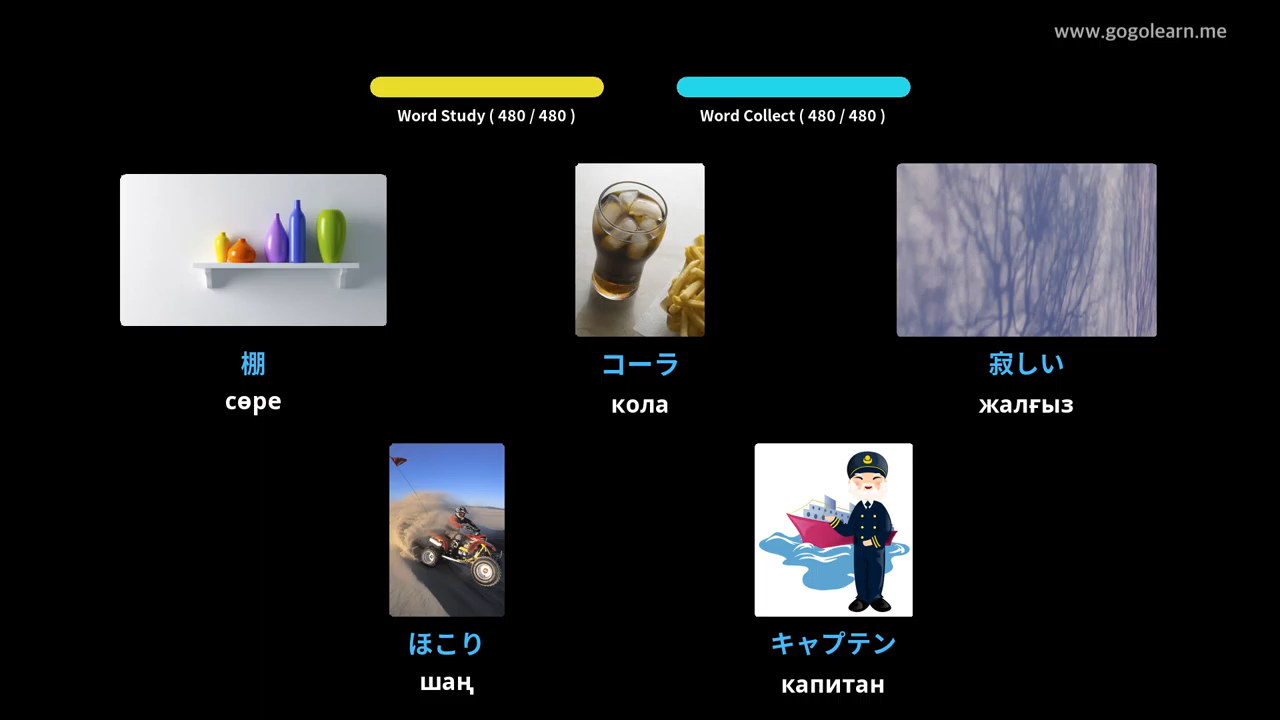 www.gogolearn.me
Word Study ( 480 / 480 )
Word Collect ( 480 / 480 )
棚
сөре
コーラ
кола
寂しい
жалғыз
ほこり
шаң
キャプテン
капитан